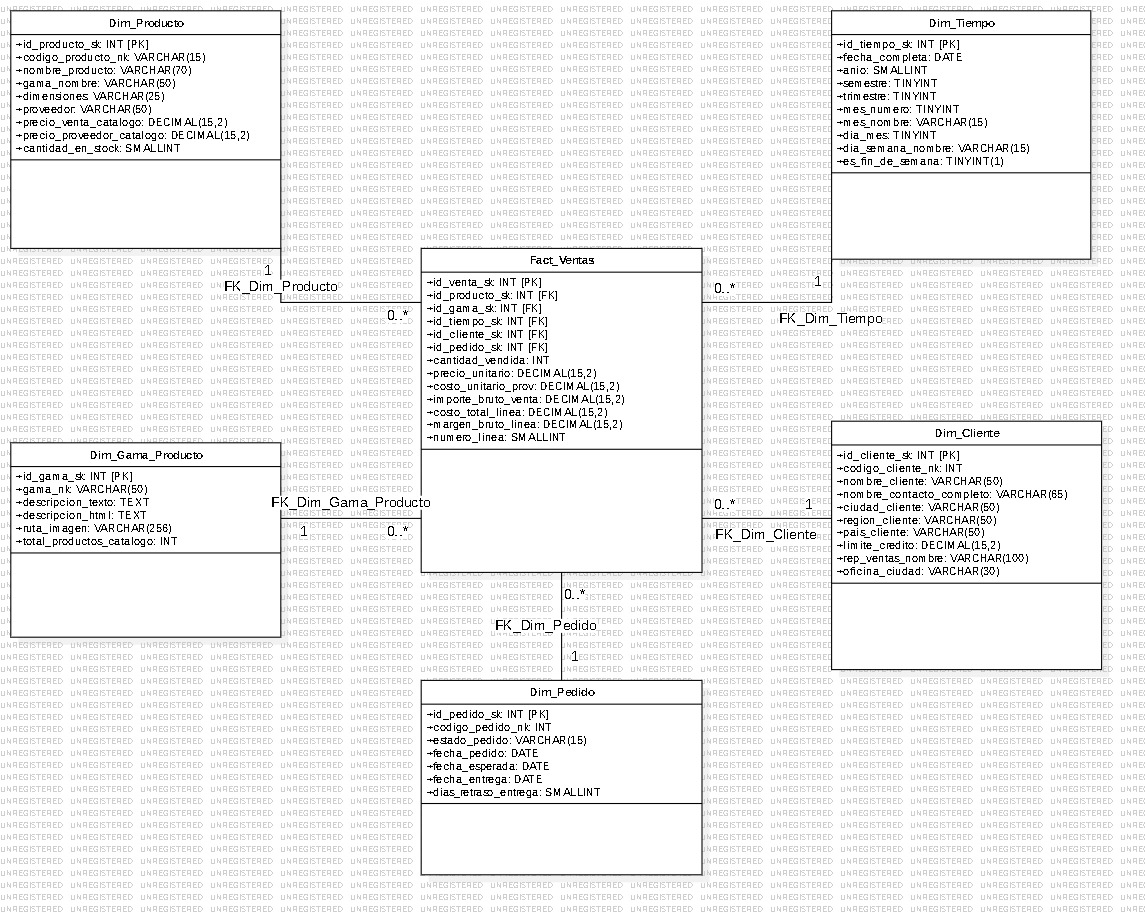 Dim_Producto
+id_producto_sk: INT [PK]
+codigo_producto_nk: VARCHAR(15)
+nombre_producto: VARCHAR(70)
+gama_nombre: VARCHAR(50)
+dimensiones: VARCHAR(25)
+proveedor: VARCHAR(50)
+precio_venta_catalogo: DECIMAL(15,2)
+precio_proveedor_catalogo: DECIMAL(15,2)
+cantidad_en_stock: SMALLINT
Dim_Tiempo
+id_tiempo_sk: INT [PK]
+fecha_completa: DATE
+anio: SMALLINT
+semestre: TINYINT
+trimestre: TINYINT
+mes_numero: TINYINT
+mes_nombre: VARCHAR(15)
+dia_mes: TINYINT
+dia_semana_nombre: VARCHAR(15)
+es_fin_de_semana: TINYINT(1)
1
FK_Dim_Producto
0..*
Fact_Ventas
+id_venta_sk: INT [PK]
+id_producto_sk: INT [FK]
+id_gama_sk: INT [FK]
+id_tiempo_sk: INT [FK]
+id_cliente_sk: INT [FK]
+id_pedido_sk: INT [FK]
+cantidad_vendida: INT
+precio_unitario: DECIMAL(15,2)
+costo_unitario_prov: DECIMAL(15,2)
+importe_bruto_venta: DECIMAL(15,2)
+costo_total_linea: DECIMAL(15,2)
+margen_bruto_linea: DECIMAL(15,2)
+numero_linea: SMALLINT
0..*
1
FK_Dim_Tiempo
Dim_Gama_Producto
+id_gama_sk: INT [PK]
+gama_nk: VARCHAR(50)
+descripcion_texto: TEXT
+descripcion_html: TEXT
+ruta_imagen: VARCHAR(256)
+total_productos_catalogo: INT
FK_Dim_Gama_Producto
1
0..*
Dim_Cliente
+id_cliente_sk: INT [PK]
+codigo_cliente_nk: INT
+nombre_cliente: VARCHAR(50)
+nombre_contacto_completo: VARCHAR(65)
+ciudad_cliente: VARCHAR(50)
+region_cliente: VARCHAR(50)
+pais_cliente: VARCHAR(50)
+limite_credito: DECIMAL(15,2)
+rep_ventas_nombre: VARCHAR(100)
+oficina_ciudad: VARCHAR(30)
0..*
1
FK_Dim_Cliente
0..*
FK_Dim_Pedido
1
Dim_Pedido
+id_pedido_sk: INT [PK]
+codigo_pedido_nk: INT
+estado_pedido: VARCHAR(15)
+fecha_pedido: DATE
+fecha_esperada: DATE
+fecha_entrega: DATE
+dias_retraso_entrega: SMALLINT
UNREGISTERED